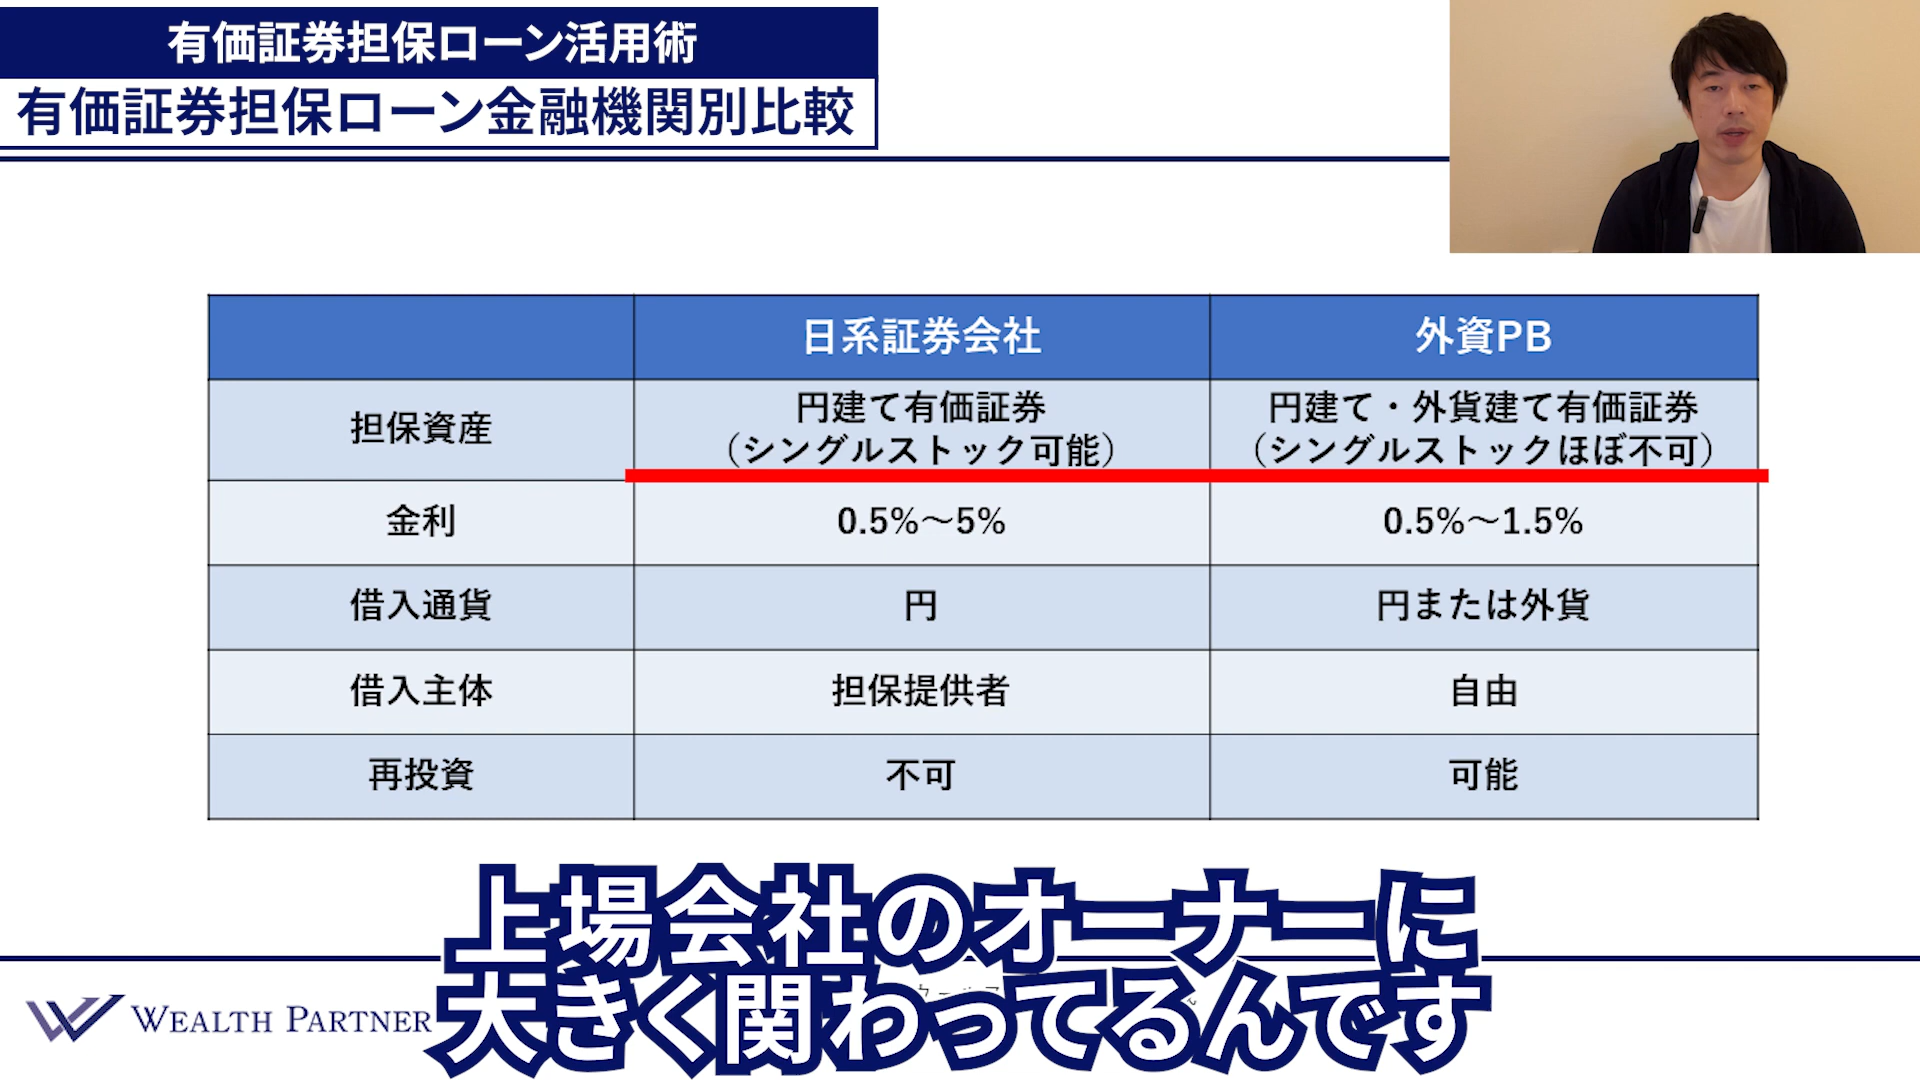 有価証券担保ローン活用術
有価証券担保ローン金融機関別比較
日系証券会社 外資PB
担保資産 円建て有価証券 円建て・外貨建て有価証券
（シングルストック可能） （シングルストックほぼ不可）
金利 0.5%～5% 0.5%～1.5%
借入通貨 円 円または外貨
借入主体 担保提供者 自由
再投資 不可 可能
上場会社のオーナーに
大きく関わってるんです
WEALTH PARTNER